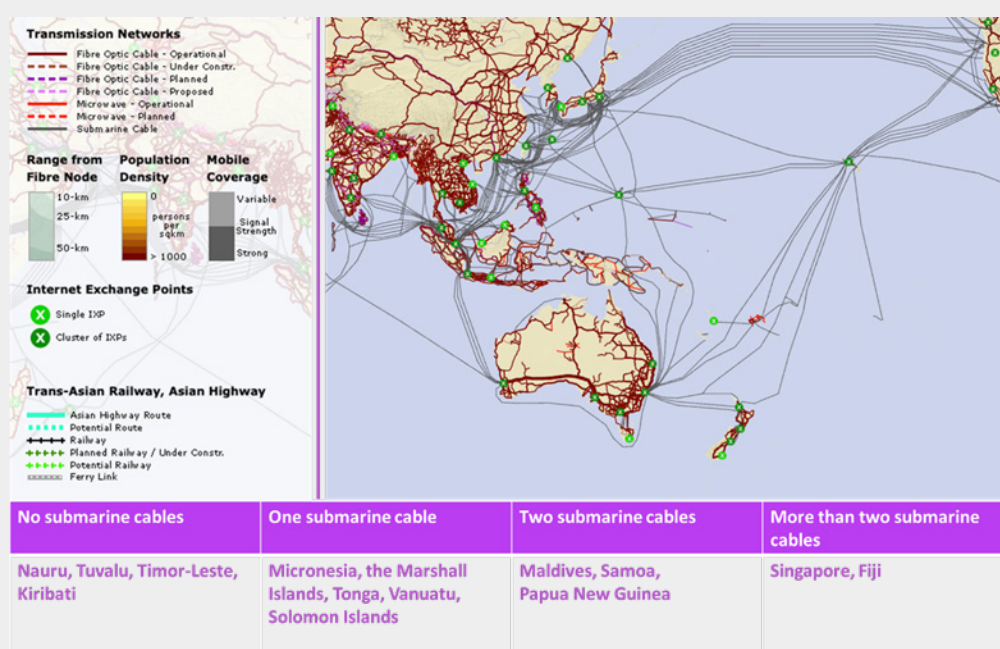 Transmission Networks
Fibre Optic Cable - Operational
Fibre Optic Cable - Under Constr.
Fibre Optic Cable - Planned
Fibre Optic Cable - Proposed
Microwave - Operational
Microwave - Planned
Submarine Cable
Range from
Fibre Node
10-km
25-km
50-km
Population
Density
0
persons
per
sqkm
> 1000
Mobile
Coverage
Variable
Signal
Strength
Strong
Internet Exchange Points
X Single IXP
X Cluster of IXPs
Trans-Asian Railway, Asian Highway
Asian Highway Route
Potential Route
Railway
Planned Railway / Under Constr.
Potential Railway
Ferry Link
No submarine cables
One submarine cable
Two submarine cables
More than two submarine
cables
Nauru, Tuvalu, Timor-Leste,
Kiribati
Micronesia, the Marshall
Islands, Tonga, Vanuatu,
Solomon Islands
Maldives, Samoa,
Papua New Guinea
Singapore, Fiji